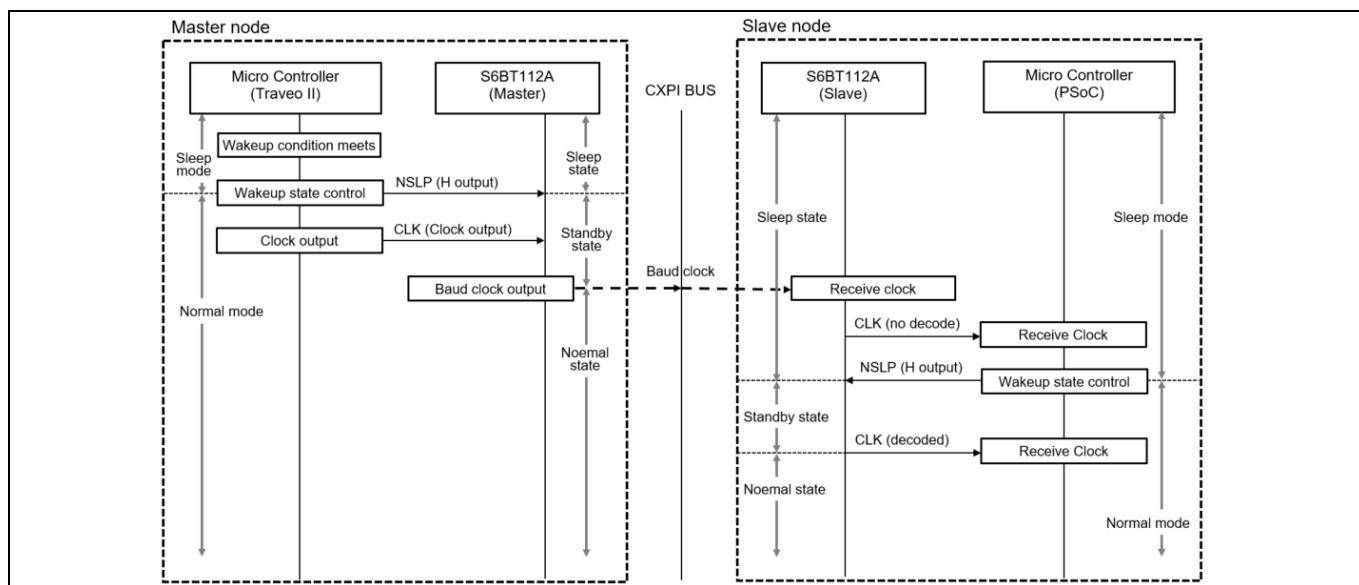 Master node
Slave node
Micro Controller
(Traveo II)
S6BT112A
(Master)
CXPI BUS
S6BT112A
(Slave)
Micro Controller
(PSoC)
Wakeup condition meets
Sleep
mode
Sleep
state
Wakeup state control
NSLP (H output)
Sleep state
Sleep mode
Clock output
CLK (Clock output)
Standby
state
Baud clock output
Baud clock
Receive clock
Normal mode
CLK (no decode)
Receive Clock
Noemal
state
NSLP (H output)
Wakeup state control
Standby state
CLK (decoded)
Receive Clock
Noemal state
Normal mode